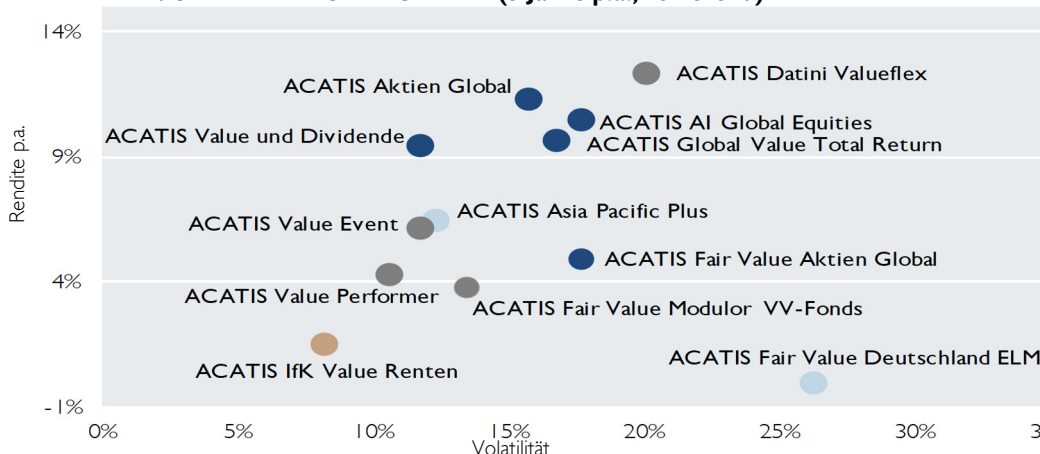 14%
ACATIS Datini Valueflex
ACATIS Aktien Global
ACATIS AI Global Equities
ACATIS Value und Dividende
ACATIS Global Value Total Return
9%
Rendite p.a.
ACATIS Asia Pacific Plus
ACATIS Value Event
ACATIS Fair Value Aktien Global
4%
ACATIS Value Performer
ACATIS Fair Value Modulor VV-Fonds
ACATIS Fair Value Deutschland ELM
ACATIS IfK Value Renten
-1%
0% 5% 10% 15% 20% 25% 30%
Volatilität